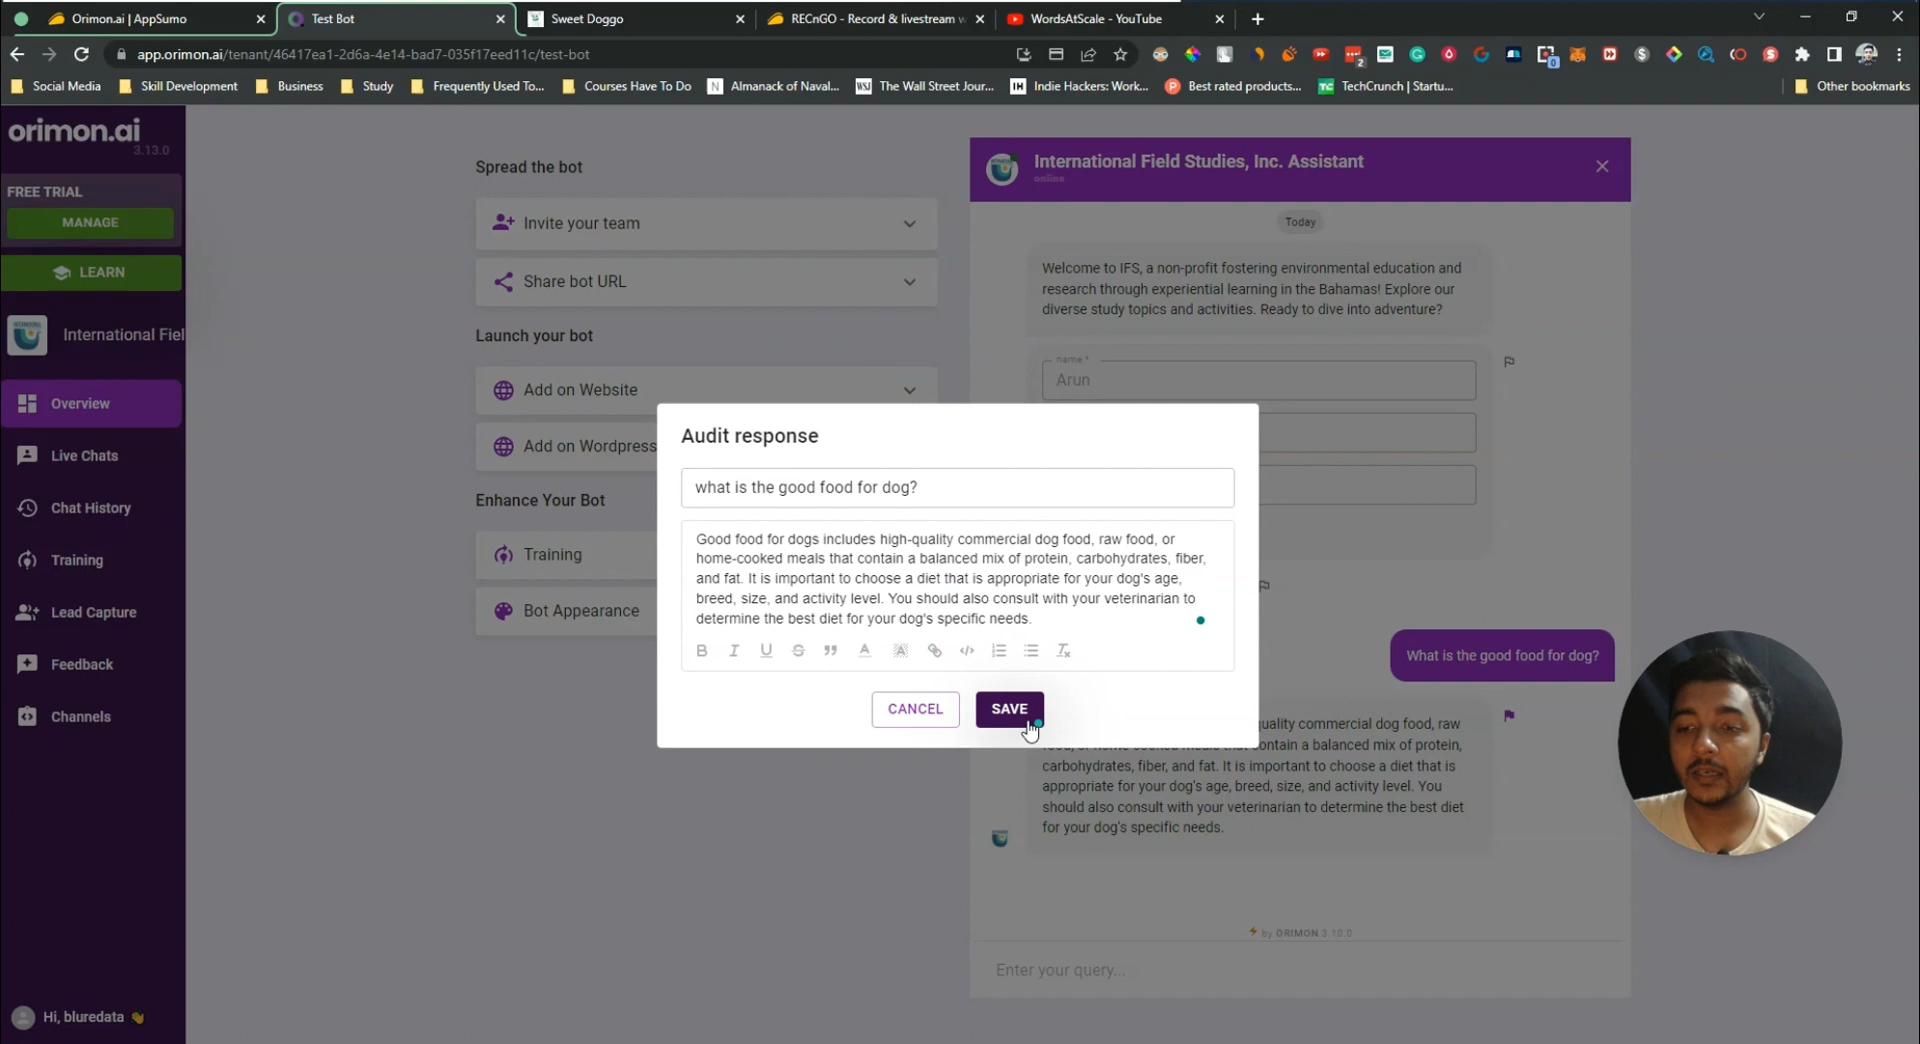 Orimon.ai | AppSumo
Test Bot
Sweet Doggo
RECnGO - Record & livestream w
WordsAtScale - YouTube
app.orimon.ai/tenant/46417ea1-2d6a-4e14-bad7-035f17eed11c/test-bot
Social Media
Skill Development
Business
Study
Frequently Used To...
Courses Have To Do
Almanack of Naval...
The Wall Street Jour...
Indie Hackers: Work...
Best rated products...
TechCrunch | Startu...
Other bookmarks
orimon.ai
3.13.0
FREE TRIAL
MANAGE
LEARN
International Fiel
Overview
Live Chats
Chat History
Training
Lead Capture
Feedback
Channels
Hi, bluredata
Spread the bot
Invite your team
Share bot URL
Launch your bot
Add on Website
Add on Wordpress
Enhance Your Bot
Training
Bot Appearance
International Field Studies, Inc. Assistant
online
Today
Welcome to IFS, a non-profit fostering environmental education and
research through experiential learning in the Bahamas! Explore our
diverse study topics and activities. Ready to dive into adventure?
name *
Arun
Audit response
what is the good food for dog?
Good food for dogs includes high-quality commercial dog food, raw food, or
home-cooked meals that contain a balanced mix of protein, carbohydrates, fiber,
and fat. It is important to choose a diet that is appropriate for your dog's age,
breed, size, and activity level. You should also consult with your veterinarian to
determine the best diet for your dog's specific needs.
CANCEL
SAVE
What is the good food for dog?
quality commercial dog food, raw
contain a balanced mix of protein,
carbohydrates, fiber, and fat. It is important to choose a diet that is
appropriate for your dog's age, breed, size, and activity level. You
should also consult with your veterinarian to determine the best diet
for your dog's specific needs.
by ORIMON 3.10.0
Enter your query...